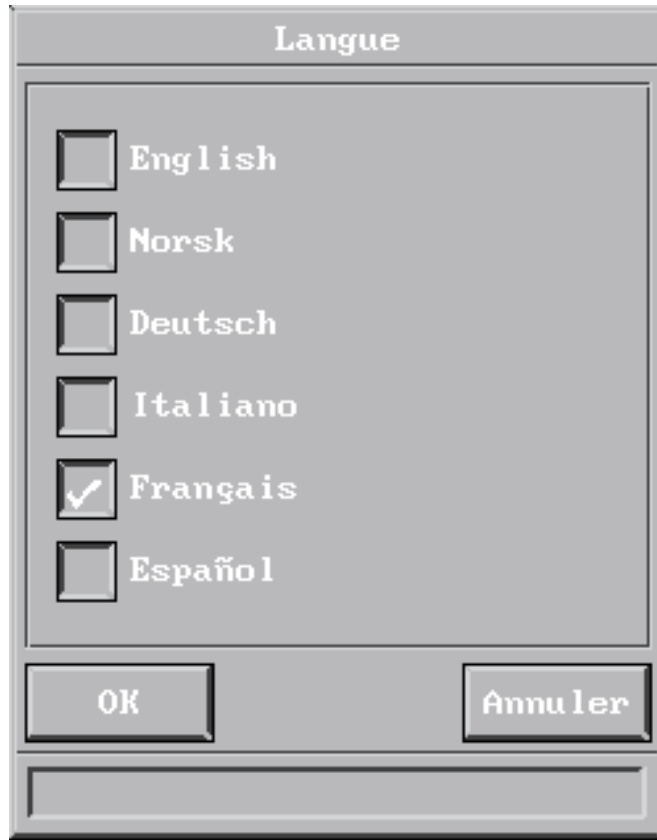 Langue
English
Norsk
Deutsch
Italiano
Français
Español
OK Annuler